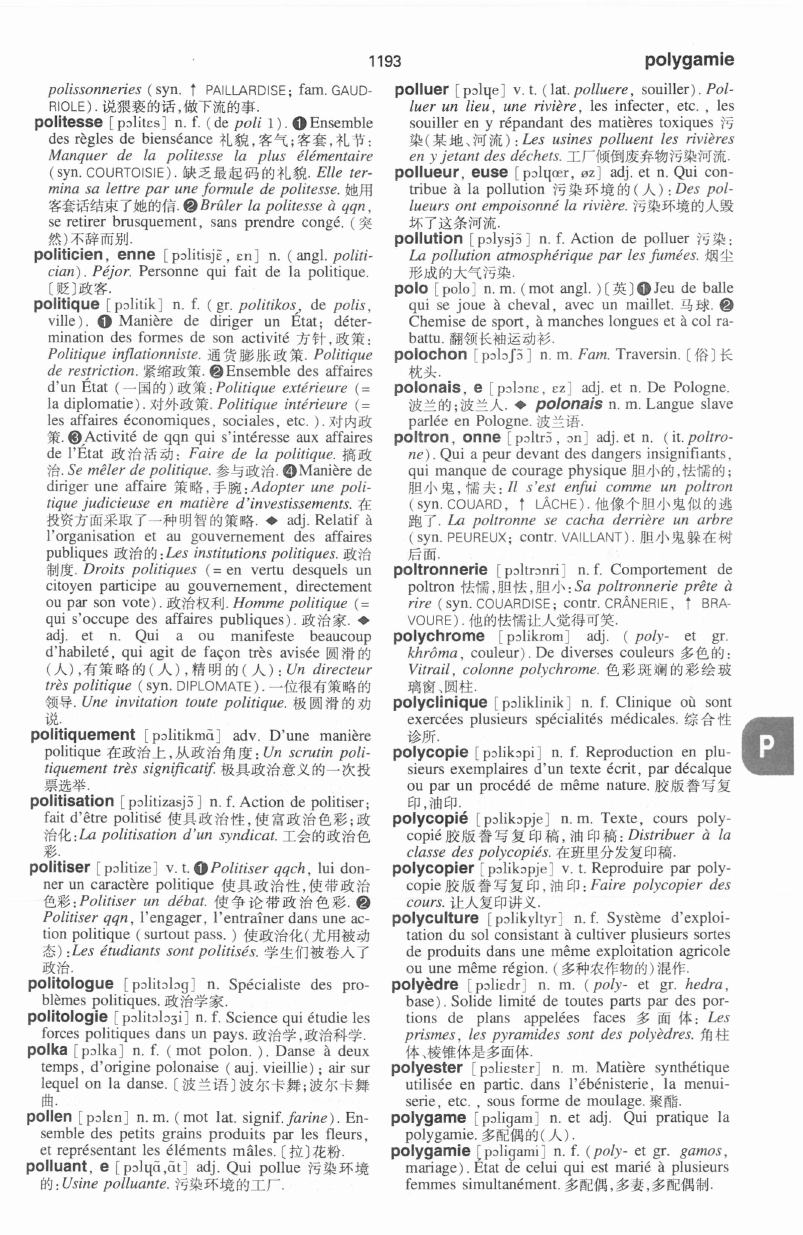 1193
polygamie
polissonneries (syn. ↑ PAILLARDISE; fam. GAUD-
RIOLE). 说猥亵的话,做下流的事.
politesse [pɔlitɛs] n. f. (de poli 1). ❶Ensemble
des règles de bienséance 礼貌,客气;客套,礼节:
Manquer de la politesse la plus élémentaire
(syn. COURTOISIE). 缺乏最起码的礼貌. Elle ter-
mina sa lettre par une formule de politesse. 她用
客套话结束了她的信. ❷Brûler la politesse à qqn,
se retirer brusquement, sans prendre congé. (突
然)不辞而别.
politicien, enne [pɔlitisjɛ̃, ɛn] n. (angl. politi-
cian). Péjor. Personne qui fait de la politique.
〔贬〕政客.
politique [pɔlitik] n. f. (gr. politikos, de polis,
ville). ❶ Manière de diriger un État; déter-
mination des formes de son activité 方针,政策:
Politique inflationniste. 通货膨胀政策. Politique
de restriction. 紧缩政策. ❷Ensemble des affaires
d'un État (一国的)政策:Politique extérieure (=
la diplomatie). 对外政策. Politique intérieure (=
les affaires économiques, sociales, etc. ). 对内政
策. ❸Activité de qqn qui s'intéresse aux affaires
de l'État 政治活动: Faire de la politique. 搞政
治. Se mêler de politique. 参与政治. ❹Manière de
diriger une affaire 策略,手腕:Adopter une poli-
tique judicieuse en matière d'investissements. 在
投资方面采取了一种明智的策略. ◆ adj. Relatif à
l'organisation et au gouvernement des affaires
publiques 政治的:Les institutions politiques. 政治
制度. Droits politiques (= en vertu desquels un
citoyen participe au gouvernement, directement
ou par son vote). 政治权利. Homme politique (=
qui s'occupe des affaires publiques). 政治家. ◆
adj. et n. Qui a ou manifeste beaucoup
d'habileté, qui agit de façon très avisée 圆滑的
(人),有策略的(人),精明的(人): Un directeur
très politique (syn. DIPLOMATE). 一位很有策略的
领导. Une invitation toute politique. 极圆滑的劝
说.
politiquement [pɔlitikmɑ̃] adv. D'une manière
politique 在政治上,从政治角度:Un scrutin poli-
tiquement très significatif. 极具政治意义的一次投
票选举.
politisation [pɔlitizasjɔ̃] n. f. Action de politiser;
fait d'être politisé 使具政治性,使富政治色彩;政
治化:La politisation d'un syndicat. 工会的政治色
彩.
politiser [pɔlitize] v. t. ❶Politiser qqch, lui don-
ner un caractère politique 使具政治性,使带政治
色彩:Politiser un débat. 使争论带政治色彩. ❷
Politiser qqn, l'engager, l'entraîner dans une ac-
tion politique (surtout pass. ) 使政治化(尤用被动
态):Les étudiants sont politisés. 学生们被卷入了
政治.
politologue [pɔlitɔlɔg] n. Spécialiste des pro-
blèmes politiques. 政治学家.
politologie [pɔlitɔlɔʒi] n. f. Science qui étudie les
forces politiques dans un pays. 政治学,政治科学.
polka [pɔlka] n. f. ( mot polon. ). Danse à deux
temps, d'origine polonaise (auj. vieillie); air sur
lequel on la danse. 〔波兰语〕波尔卡舞;波尔卡舞
曲.
pollen [pɔlɛn] n. m. (mot lat. signif. farine). En-
semble des petits grains produits par les fleurs,
et représentant les éléments mâles. 〔拉〕花粉.
polluant, e [pɔlɥɑ̃,ɑ̃t] adj. Qui pollue 污染环境
的:Usine polluante. 污染环境的工厂.
polluer [pɔlɥe] v. t. (lat. polluere, souiller). Pol-
luer un lieu, une rivière, les infecter, etc. , les
souiller en y répandant des matières toxiques 污
染(某地、河流):Les usines polluent les rivières
en y jetant des déchets. 工厂倾倒废弃物污染河流.
pollueur, euse [pɔlɥœr, øz] adj. et n. Qui con-
tribue à la pollution 污染环境的(人):Des pol-
lueurs ont empoisonné la rivière. 污染环境的人毁
坏了这条河流.
pollution [pɔlysjɔ̃] n. f. Action de polluer 污染:
La pollution atmosphérique par les fumées. 烟尘
形成的大气污染.
polo [polo] n. m. (mot angl. )〔英〕❶Jeu de balle
qui se joue à cheval, avec un maillet. 马球. ❷
Chemise de sport, à manches longues et à col ra-
battu. 翻领长袖运动衫.
polochon [pɔlɔʃɔ̃] n. m. Fam. Traversin. 〔俗〕长
枕头.
polonais, e [pɔlɔnɛ, ɛz] adj. et n. De Pologne.
波兰的;波兰人. ◆ polonais n. m. Langue slave
parlée en Pologne. 波兰语.
poltron, onne [pɔltrɔ̃, ɔn] adj. et n. (it. poltro-
ne). Qui a peur devant des dangers insignifiants,
qui manque de courage physique 胆小的,怯懦的;
胆小鬼,懦夫: Il s'est enfui comme un poltron
(syn. COUARD, ↑ LÂCHE). 他像个胆小鬼似的逃
跑了. La poltronne se cacha derrière un arbre
(syn. PEUREUX; contr. VAILLANT). 胆小鬼躲在树
后面.
poltronnerie [pɔltrɔnri] n. f. Comportement de
poltron 怯懦,胆怯,胆小:Sa poltronnerie prête à
rire (syn. COUARDISE; contr. CRÂNERIE, ↑ BRA-
VOURE). 他的怯懦让人觉得可笑.
polychrome [pɔlikrom] adj. ( poly- et gr.
khrôma, couleur). De diverses couleurs 多色的:
Vitrail, colonne polychrome. 色彩斑斓的彩绘玻
璃窗、圆柱.
polyclinique [pɔliklinik] n. f. Clinique où sont
exercées plusieurs spécialités médicales. 综合性
诊所.
polycopie [pɔlikɔpi] n. f. Reproduction en plu-
sieurs exemplaires d'un texte écrit, par décalque
ou par un procédé de même nature. 胶版誊写复
印,油印.
polycopié [pɔlikɔpje] n. m. Texte, cours poly-
copié 胶版誊写复印稿,油印稿: Distribuer à la
classe des polycopiés. 在班里分发复印稿.
polycopier [pɔlikɔpje] v. t. Reproduire par poly-
copie 胶版誊写复印,油印: Faire polycopier des
cours. 让人复印讲义.
polyculture [pɔlikyltyr] n. f. Système d'exploi-
tation du sol consistant à cultiver plusieurs sortes
de produits dans une même exploitation agricole
ou une même région. (多种农作物的)混作.
polyèdre [pɔliɛdr] n. m. (poly- et gr. hedra,
base). Solide limité de toutes parts par des por-
tions de plans appelées faces 多面体: Les
prismes, les pyramides sont des polyèdres. 角柱
体、棱锥体是多面体.
polyester [pɔliɛstɛr] n. m. Matière synthétique
utilisée en partic. dans l'ébénisterie, la menui-
serie, etc. , sous forme de moulage. 聚酯.
polygame [pɔligam] n. et adj. Qui pratique la
polygamie. 多配偶的(人).
polygamie [pɔligami] n. f. (poly- et gr. gamos,
mariage). État de celui qui est marié à plusieurs
femmes simultanément. 多配偶,多妻,多配偶制.
P